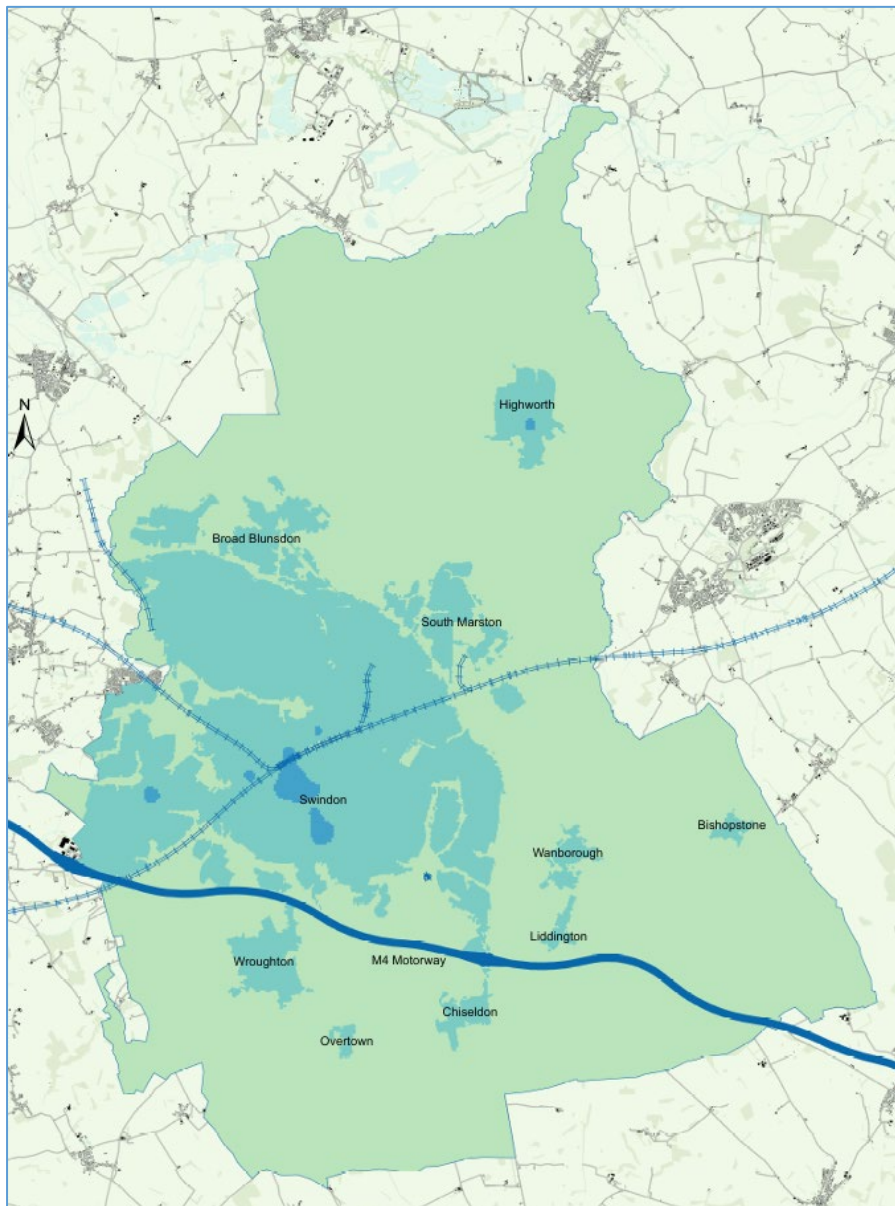 N
Highworth
Broad Blunsdon
South Marston
Swindon
Bishopstone
Wanborough
Liddington
Wroughton
M4 Motorway
Chiseldon
Overtown